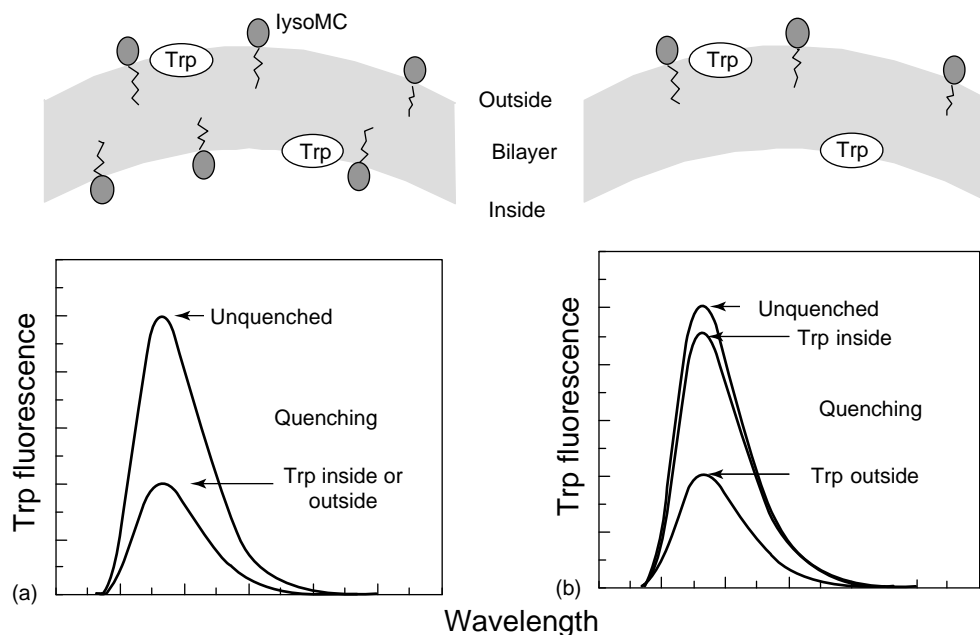 lysoMC
Trp
Trp
Outside
Bilayer
Inside
Trp
Trp
Trp fluorescence
Unquenched
Quenching
Trp inside or
outside
(a)
Trp fluorescence
Unquenched
Trp inside
Quenching
Trp outside
(b)
Wavelength